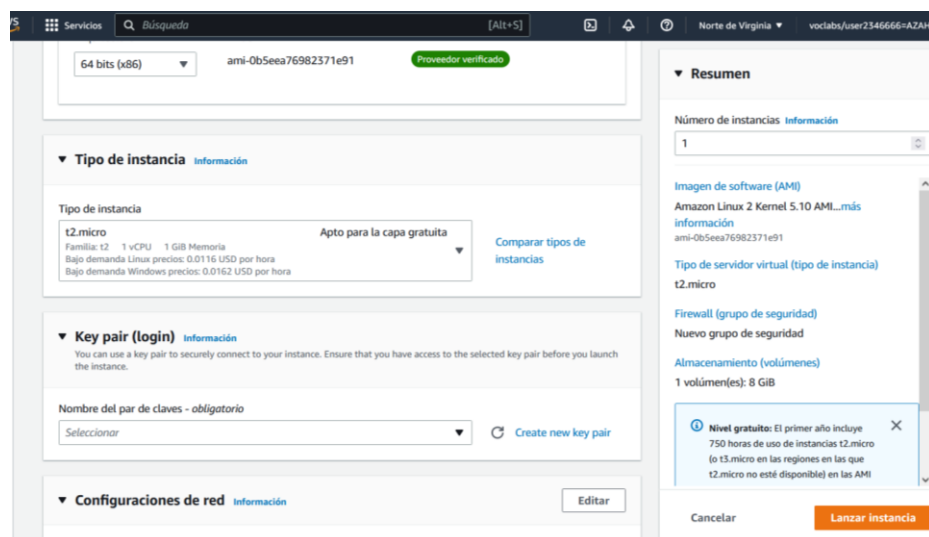 Servicios
Búsqueda
[Alt+S]
Norte de Virginia
voclabs/user2346666=AZAH
64 bits (x86)
ami-0b5eea76982371e91
Proveedor verificado
Tipo de instancia Información
Tipo de instancia
t2.micro
Apto para la capa gratuita
Familia: t2 1 vCPU 1 GiB Memoria
Bajo demanda Linux precios: 0.0116 USD por hora
Bajo demanda Windows precios: 0.0162 USD por hora
Comparar tipos de
instancias
Key pair (login) Información
You can use a key pair to securely connect to your instance. Ensure that you have access to the selected key pair before you launch
the instance.
Nombre del par de claves - obligatorio
Seleccionar
Create new key pair
Configuraciones de red Información
Editar
Resumen
Número de instancias Información
1
Imagen de software (AMI)
Amazon Linux 2 Kernel 5.10 AMI...más
información
ami-0b5eea76982371e91
Tipo de servidor virtual (tipo de instancia)
t2.micro
Firewall (grupo de seguridad)
Nuevo grupo de seguridad
Almacenamiento (volúmenes)
1 volúmen(es): 8 GiB
Nivel gratuito: El primer año incluye
750 horas de uso de instancias t2.micro
(o t3.micro en las regiones en las que
t2.micro no esté disponible) en las AMI
Cancelar
Lanzar instancia